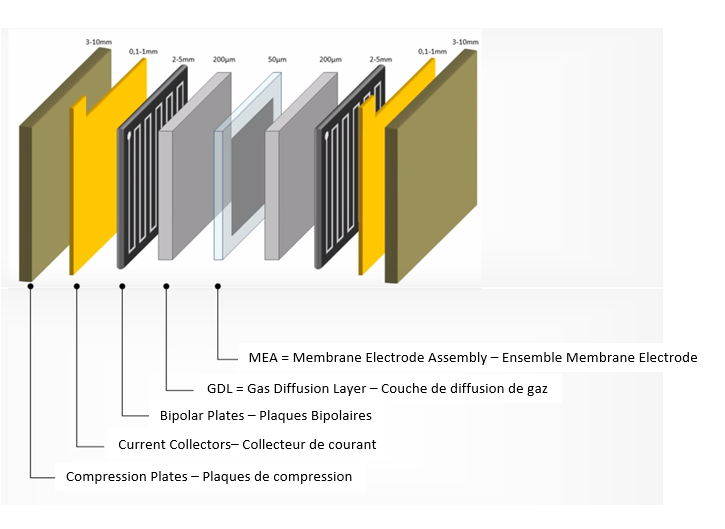 3-10mm
0,1-1mm
2-5mm
200µm
50µm
200µm
2-5mm
0,1-1mm
3-10mm
MEA = Membrane Electrode Assembly – Ensemble Membrane Electrode
GDL = Gas Diffusion Layer – Couche de diffusion de gaz
Bipolar Plates – Plaques Bipolaires
Current Collectors– Collecteur de courant
Compression Plates – Plaques de compression